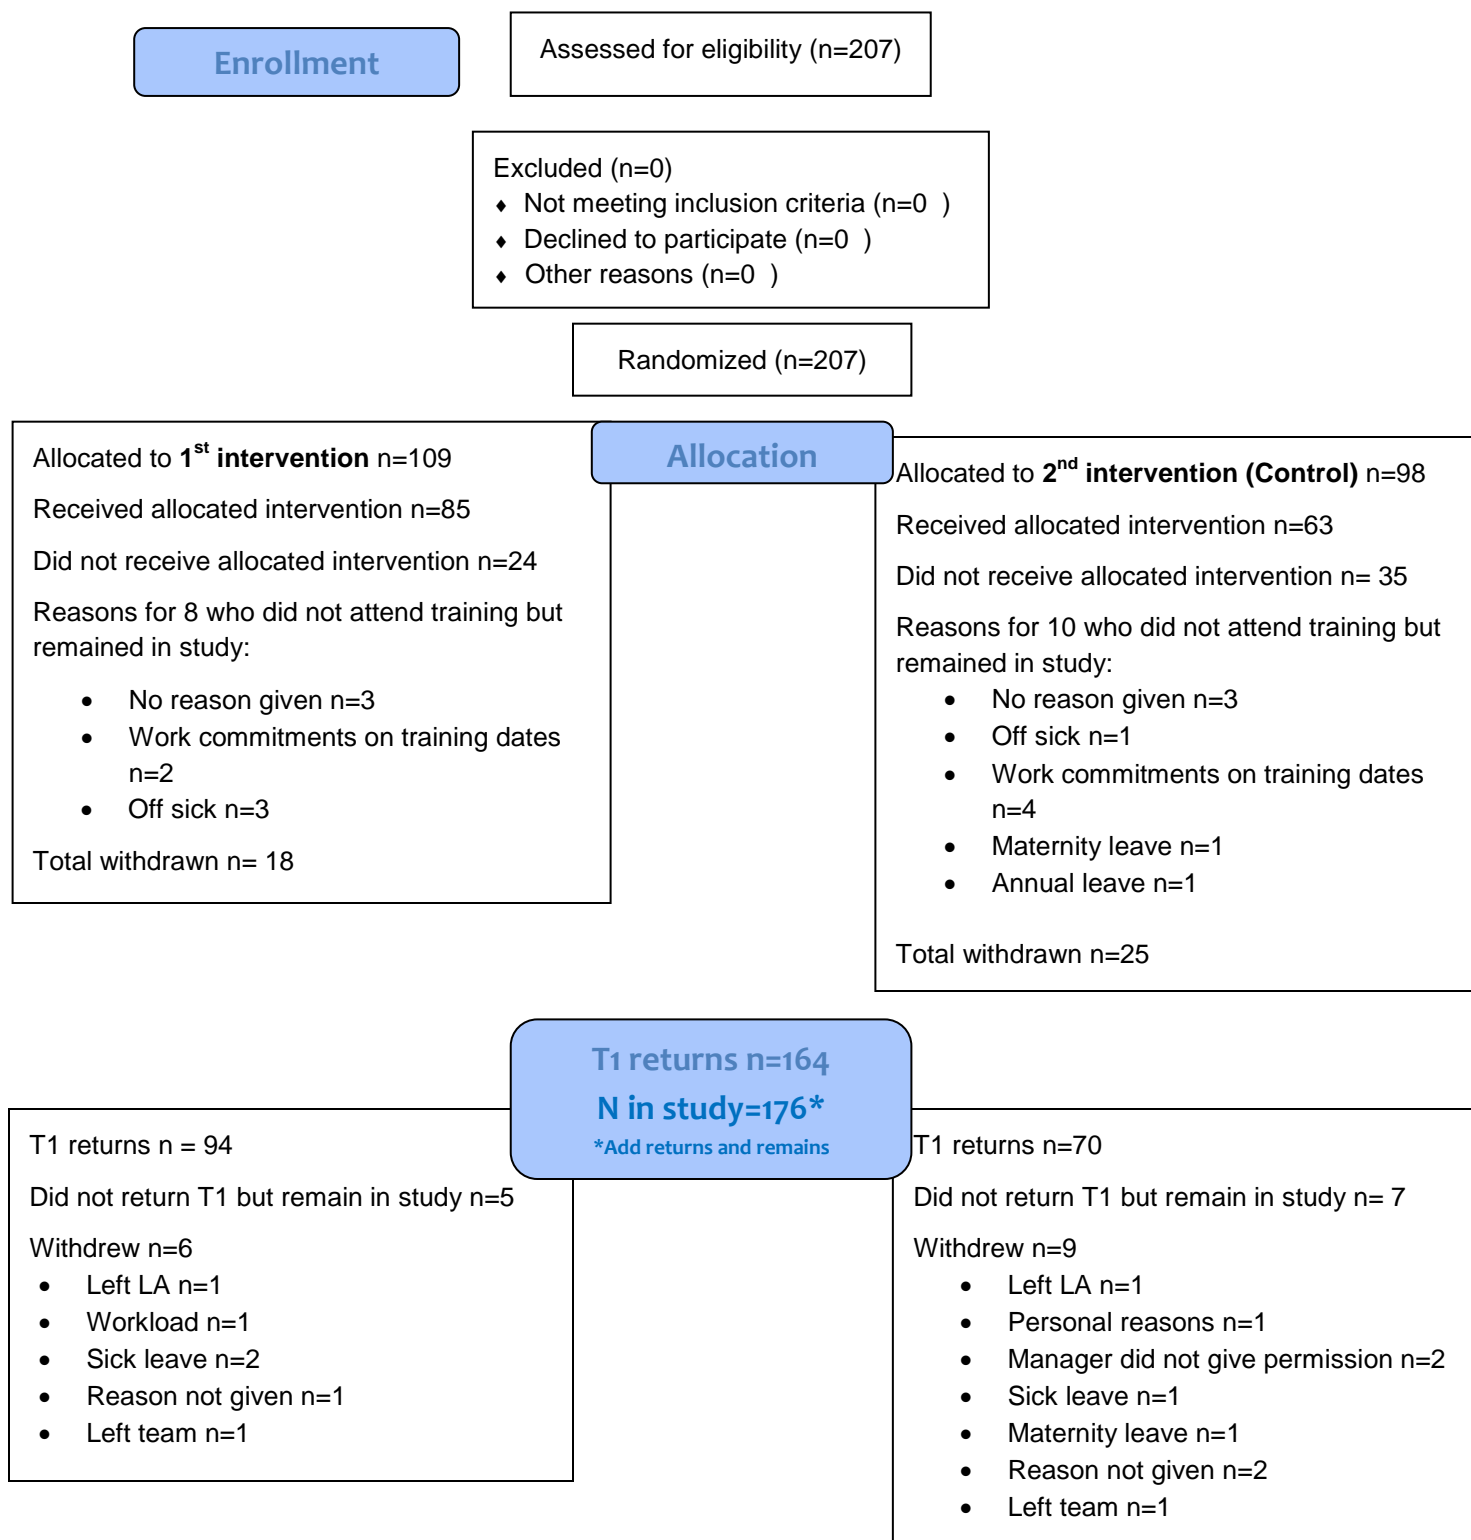 Enrollment
Assessed for eligibility (n=207)
Excluded (n=0)
♦ Not meeting inclusion criteria (n=0  )
♦ Declined to participate (n=0  )
♦ Other reasons (n=0  )
Randomized (n=207)
Allocation
Allocated to 1st intervention n=109
Received allocated intervention n=85
Did not receive allocated intervention n=24
Reasons for 8 who did not attend training but
remained in study:
• No reason given n=3
• Work commitments on training dates
n=2
• Off sick n=3
Total withdrawn n= 18
Allocated to 2nd intervention (Control) n=98
Received allocated intervention n=63
Did not receive allocated intervention n= 35
Reasons for 10 who did not attend training but
remained in study:
• No reason given n=3
• Off sick n=1
• Work commitments on training dates
n=4
• Maternity leave n=1
• Annual leave n=1
Total withdrawn n=25
T1 returns n=164
N in study=176*
*Add returns and remains
T1 returns n = 94
Did not return T1 but remain in study n=5
Withdrew n=6
• Left LA n=1
• Workload n=1
• Sick leave n=2
• Reason not given n=1
• Left team n=1
T1 returns n=70
Did not return T1 but remain in study n= 7
Withdrew n=9
• Left LA n=1
• Personal reasons n=1
• Manager did not give permission n=2
• Sick leave n=1
• Maternity leave n=1
• Reason not given n=2
• Left team n=1